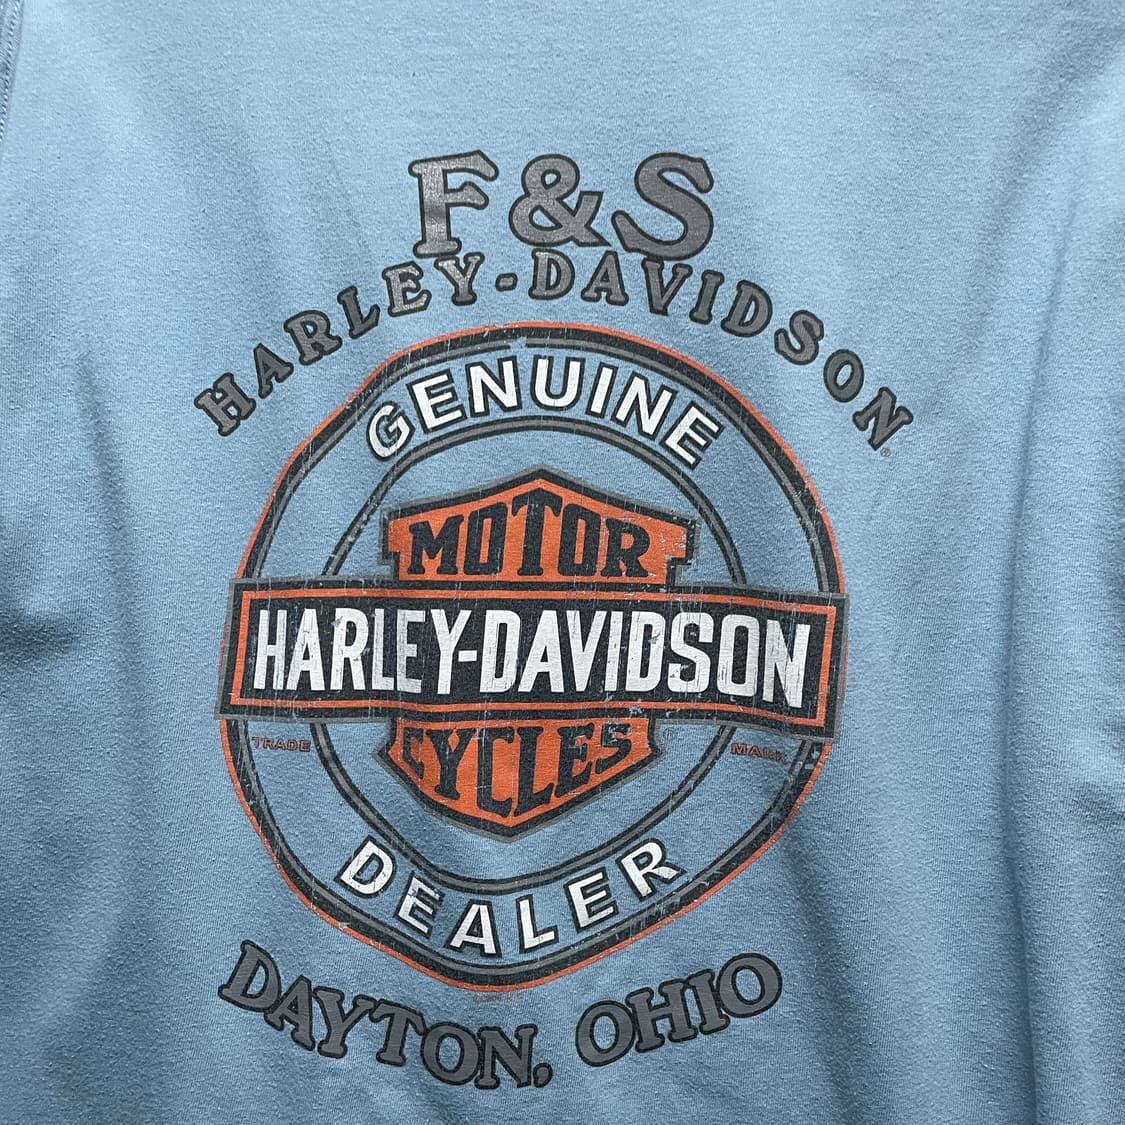 F&S
HARLEY-DAVIDSON®
GENUINE
MOTOR
HARLEY-DAVIDSON
CYCLES
TRADE MARK
DEALER
DAYTON, OHIO